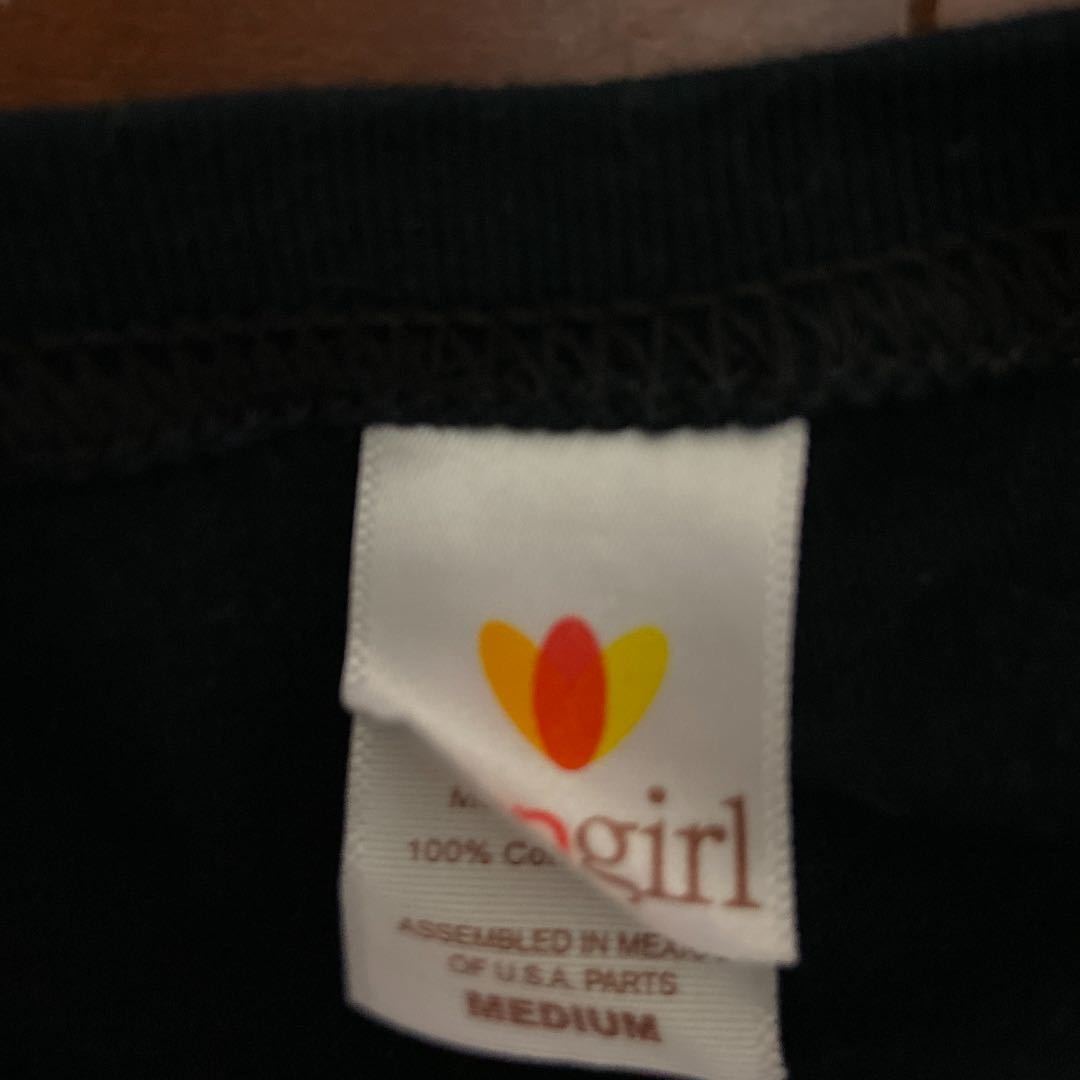 girl
100%
ASSEMBLED IN
OF U.S.A. PARTS
MEDIUM